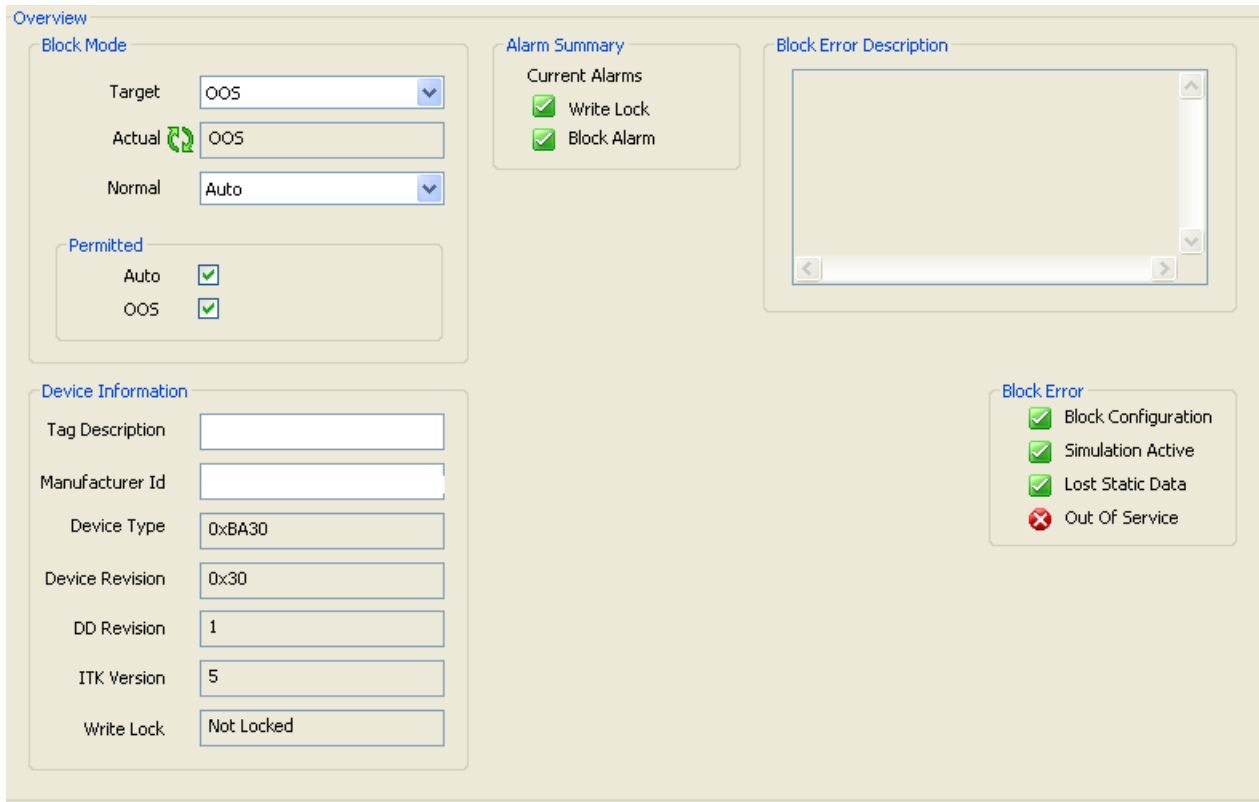 Overview
Block Mode
Target OOS
Actual OOS
Normal Auto
Permitted
Auto
OOS
Alarm Summary
Current Alarms
Write Lock
Block Alarm
Block Error Description
Device Information
Tag Description
Manufacturer Id
Device Type 0xBA30
Device Revision 0x30
DD Revision 1
ITK Version 5
Write Lock Not Locked
Block Error
Block Configuration
Simulation Active
Lost Static Data
Out Of Service